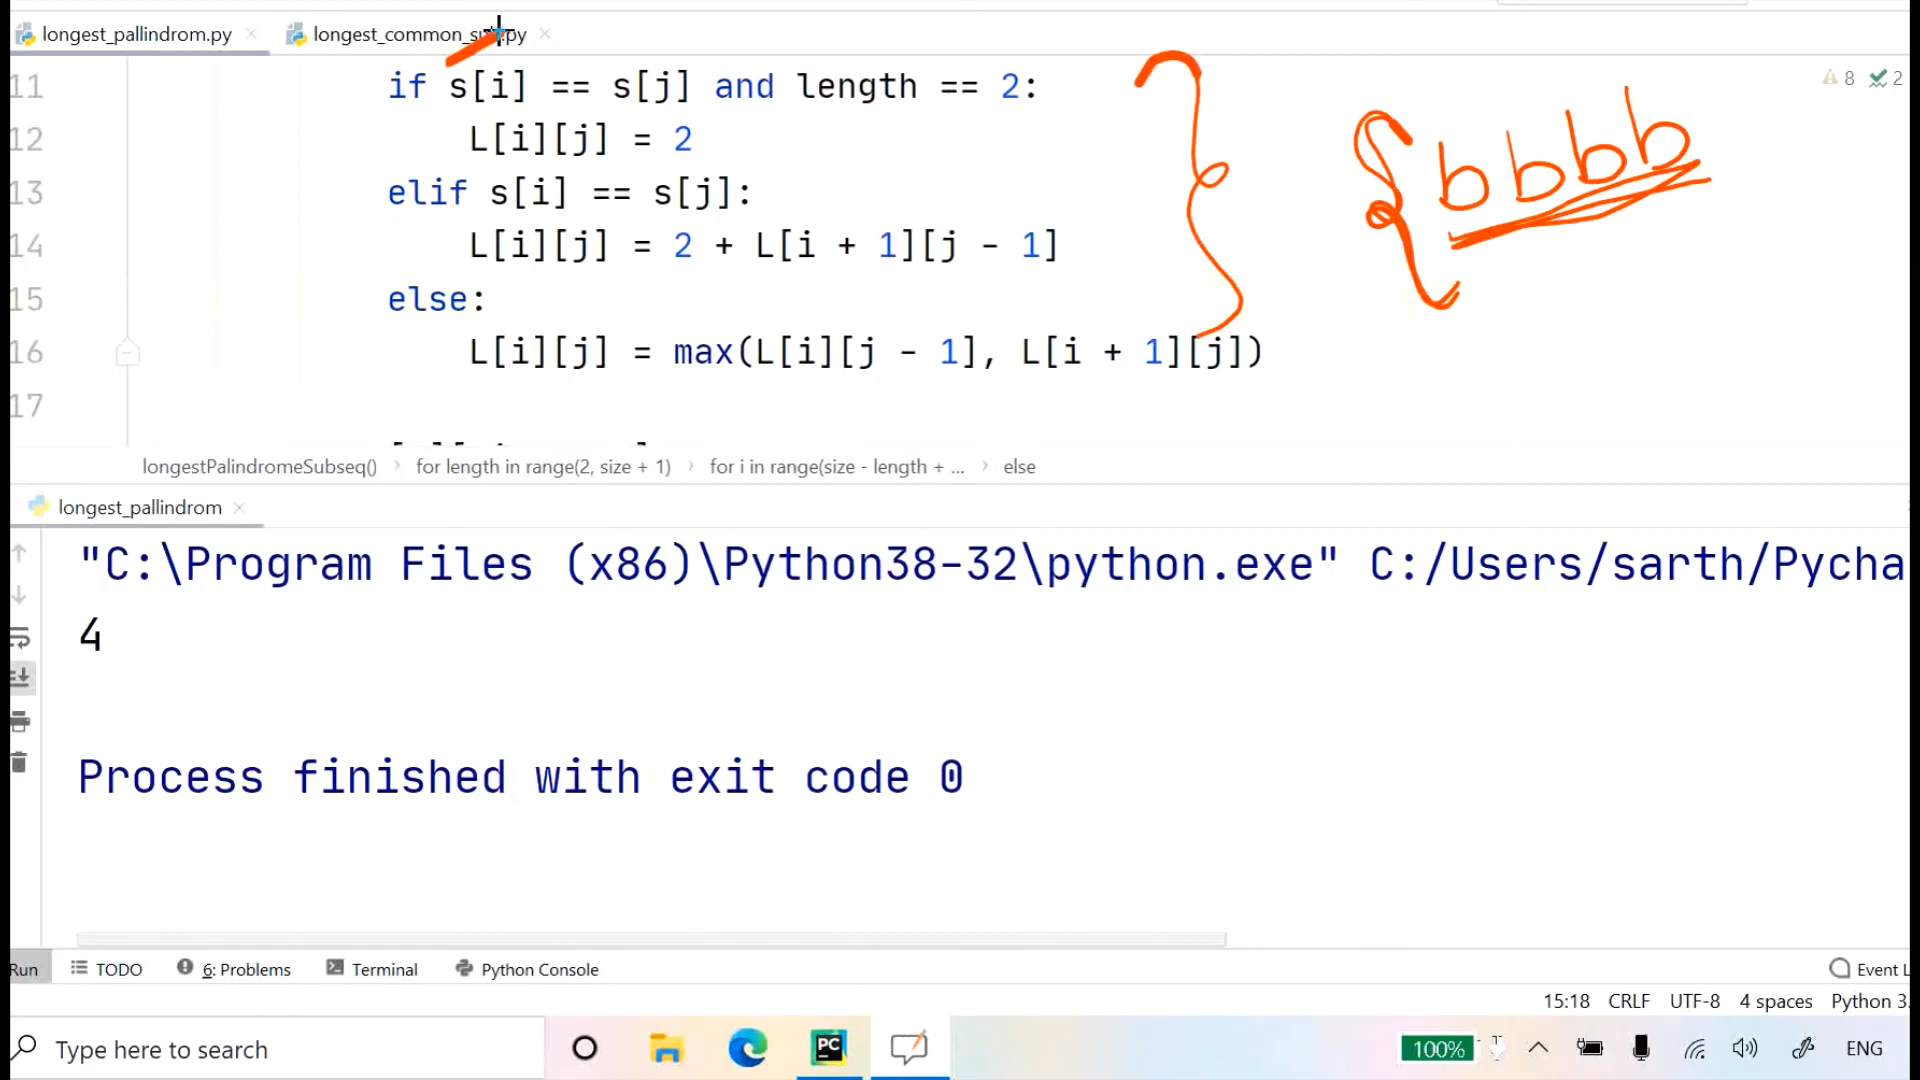 longest_pallindrom.py
longest_common_sub.py
11 if s[i] == s[j] and length == 2:
8 2
12 L[i][j] = 2
13 elif s[i] == s[j]:
14 L[i][j] = 2 + L[i + 1][j - 1]
15 else:
16 L[i][j] = max(L[i][j - 1], L[i + 1][j])
17
bbbb
longestPalindromeSubseq() › for length in range(2, size + 1) › for i in range(size - length + ... › else
longest_pallindrom
"C:\Program Files (x86)\Python38-32\python.exe" C:/Users/sarth/Pycha
4
Process finished with exit code 0
Run TODO 6: Problems Terminal Python Console Event L
15:18 CRLF UTF-8 4 spaces Python 3.
Type here to search
PC
100%
ENG